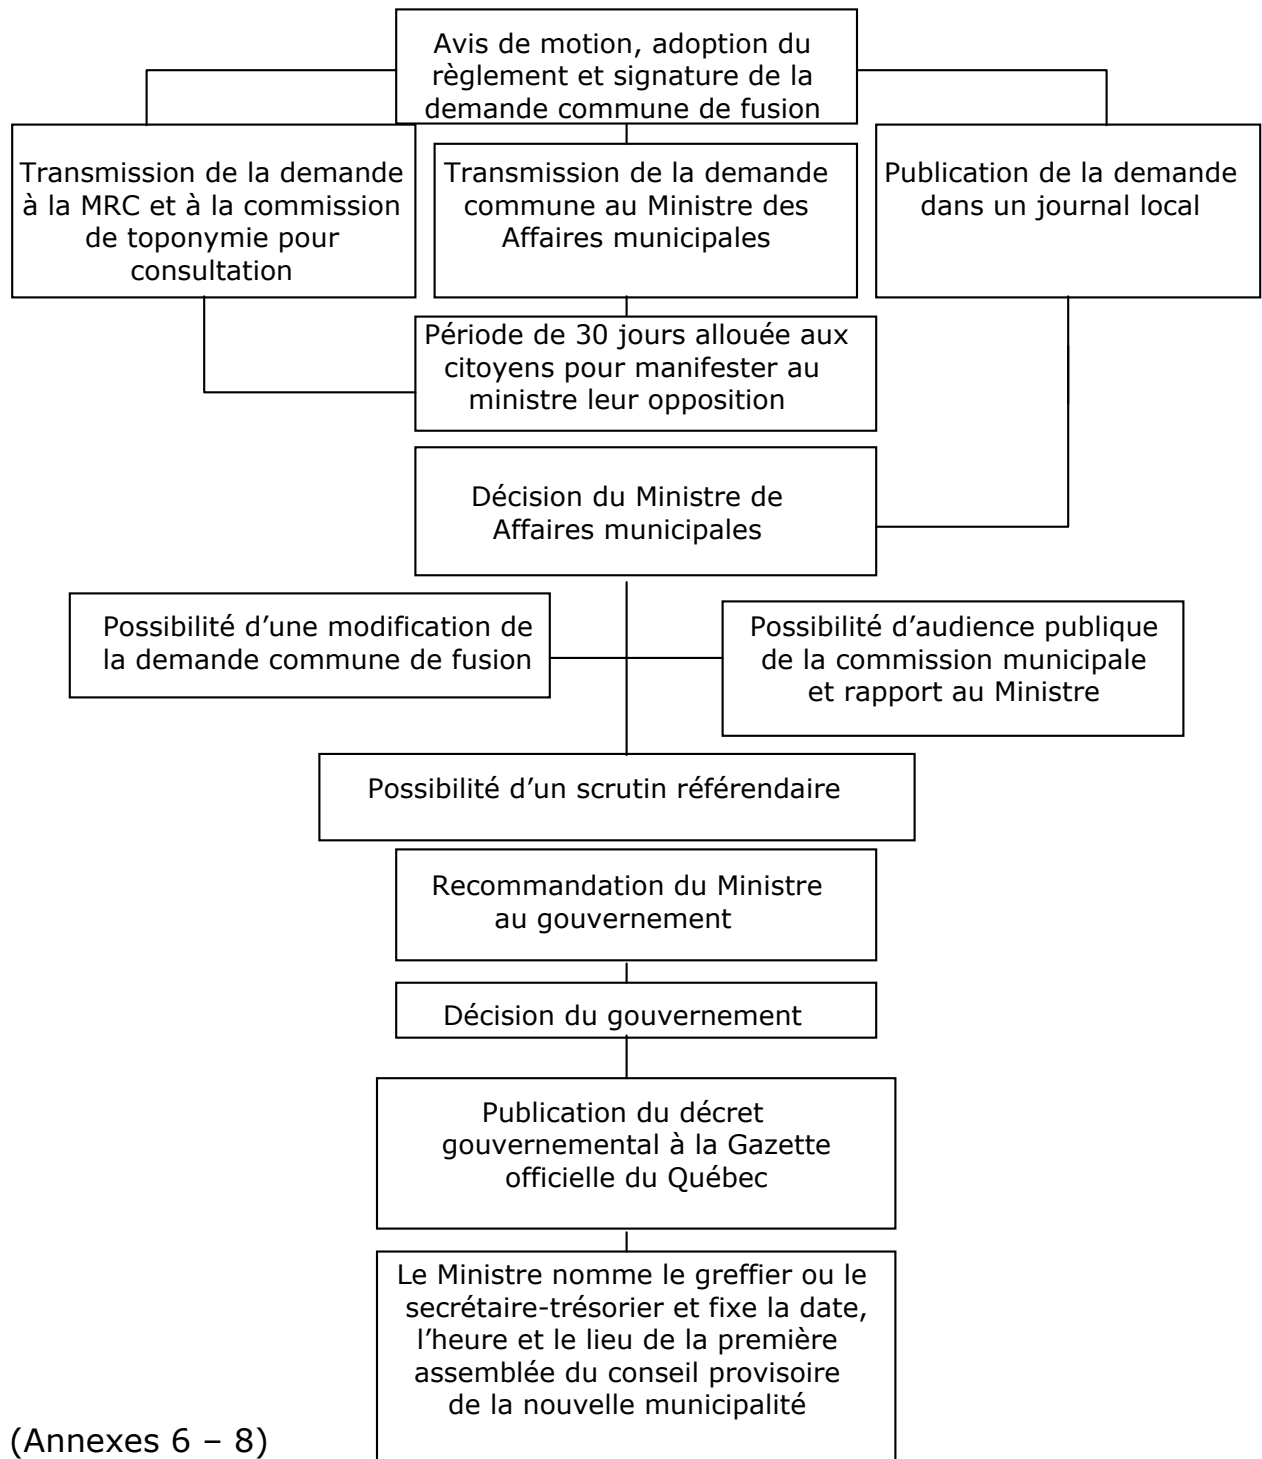 Avis de motion, adoption du
règlement et signature de la
demande commune de fusion
Transmission de la demande
à la MRC et à la commission
de toponymie pour
consultation
Transmission de la demande
commune au Ministre des
Affaires municipales
Publication de la demande
dans un journal local
Période de 30 jours allouée aux
citoyens pour manifester au
ministre leur opposition
Décision du Ministre de
Affaires municipales
Possibilité d’une modification de
la demande commune de fusion
Possibilité d’audience publique
de la commission municipale
et rapport au Ministre
Possibilité d’un scrutin référendaire
Recommandation du Ministre
au gouvernement
Décision du gouvernement
Publication du décret
gouvernemental à la Gazette
officielle du Québec
Le Ministre nomme le greffier ou le
secrétaire-trésorier et fixe la date,
l’heure et le lieu de la première
assemblée du conseil provisoire
de la nouvelle municipalité
(Annexes 6 – 8)